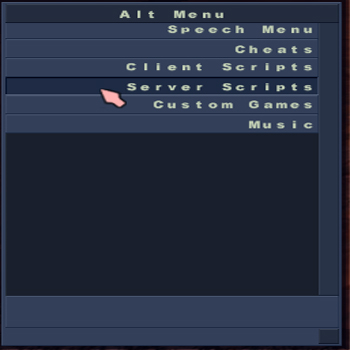 Alt Menu
Speech Menu
Cheats
Client Scripts
Server Scripts
Custom Games
Music